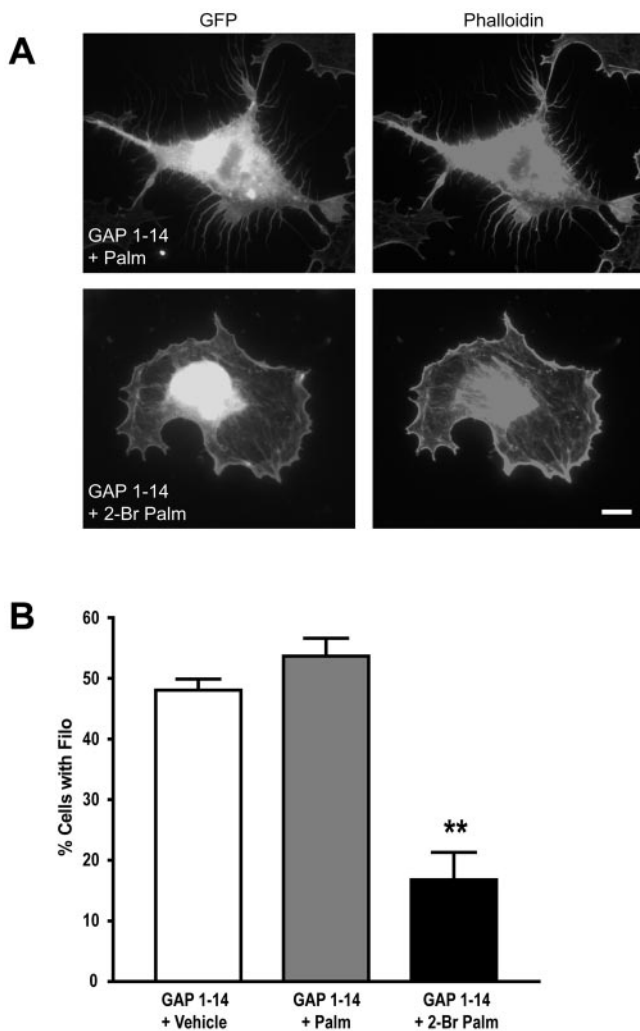 GFP
Phalloidin
A
GAP 1-14
+ Palm
GAP 1-14
+ 2-Br Palm
B
60
50
40
30
20
10
0
% Cells with Filo
**
GAP 1-14
+ Vehicle
GAP 1-14
+ Palm
GAP 1-14
+ 2-Br Palm